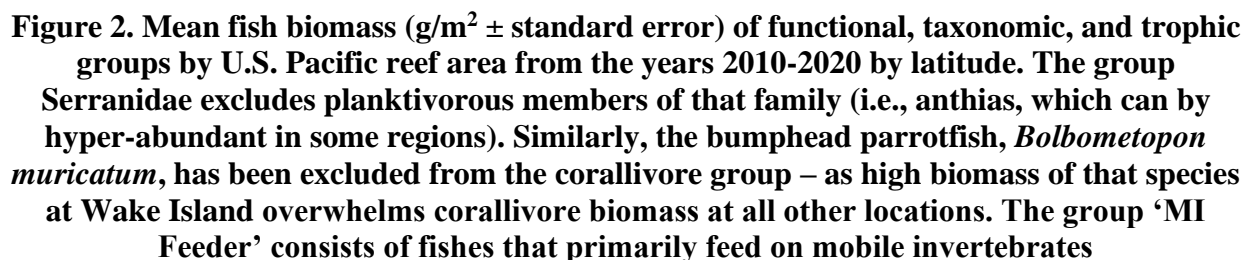 Figure 2. Mean fish biomass (g/m² ± standard error) of functional, taxonomic, and trophic
groups by U.S. Pacific reef area from the years 2010-2020 by latitude. The group
Serranidae excludes planktivorous members of that family (i.e., anthias, which can by
hyper-abundant in some regions). Similarly, the bumphead parrotfish, Bolbometopon
muricatum, has been excluded from the corallivore group – as high biomass of that species
at Wake Island overwhelms corallivore biomass at all other locations. The group ‘MI
Feeder’ consists of fishes that primarily feed on mobile invertebrates